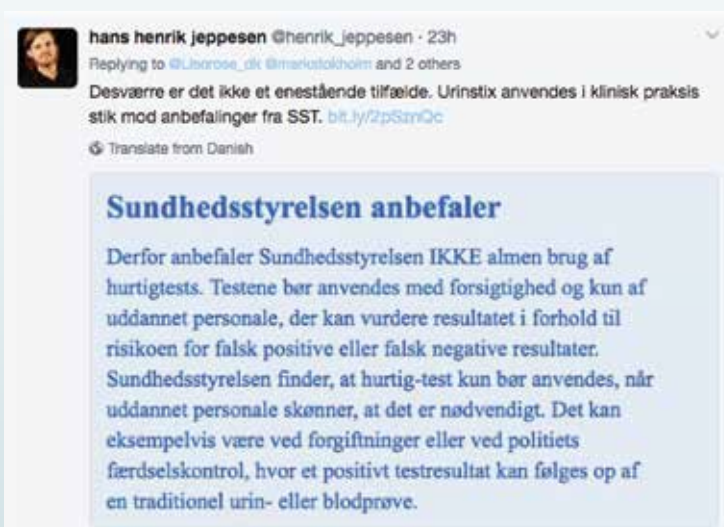 hans henrik jeppesen @henrik_jeppesen · 23h
Replying to @Lisorose_dk @markstokholm and 2 others
Desværre er det ikke et enestående tilfælde. Urinstix anvendes i klinisk praksis
stik mod anbefalinger fra SST. bit.ly/2pSznQc
Translate from Danish
Sundhedsstyrelsen anbefaler
Derfor anbefaler Sundhedsstyrelsen IKKE almen brug af
hurtigtests. Testene bør anvendes med forsigtighed og kun af
uddannet personale, der kan vurdere resultatet i forhold til
risikoen for falsk positive eller falsk negative resultater.
Sundhedsstyrelsen finder, at hurtig-test kun bør anvendes, når
uddannet personale skønner, at det er nødvendigt. Det kan
eksempelvis være ved forgiftninger eller ved politiets
færdselskontrol, hvor et positivt testresultat kan følges op af
en traditionel urin- eller blodprøve.